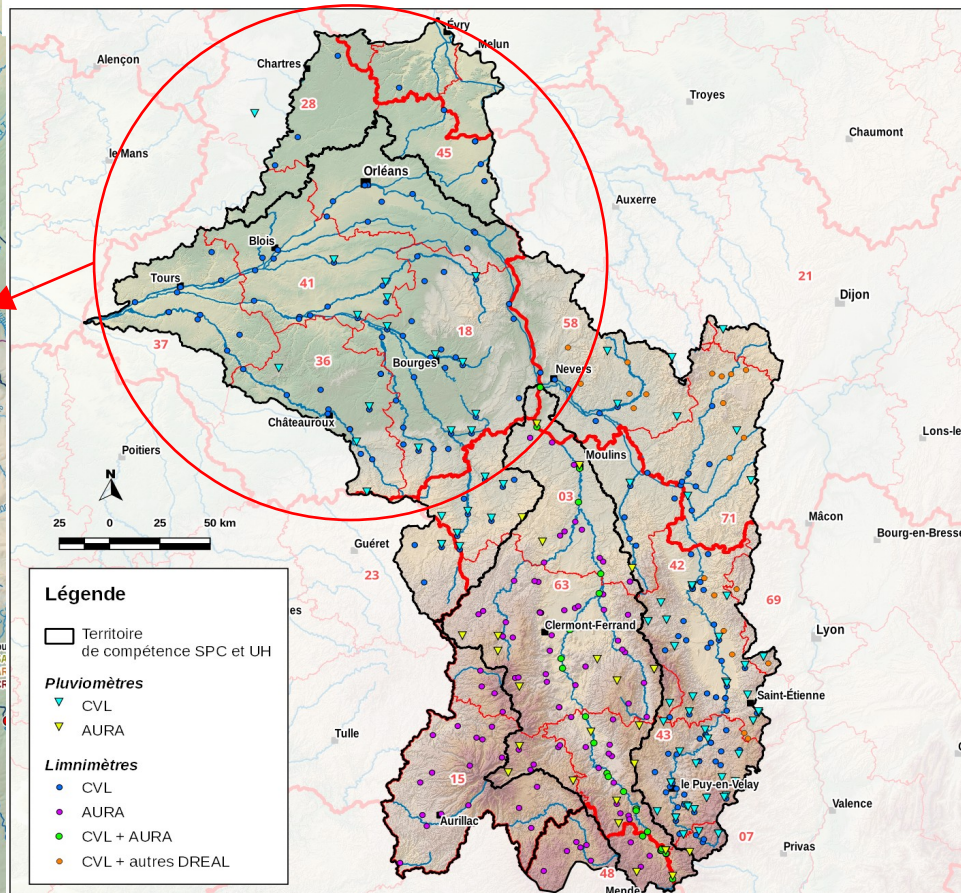 Évry
Melun
Alençon
Chartres
Troyes
28
Chaumont
le Mans
45
Orléans
Auxerre
Blois
21
Tours
41
Dijon
18
58
37
36
Bourges
Nevers
Châteauroux
Lons-le
Poitiers
Moulins
N
25 0 25 50 km
03
71
Mâcon
Bourg-en-Bresse
Guéret
23
42
63
69
Clermont-Ferrand
Lyon
es
Légende
Territoire
de compétence SPC et UH
Pluviomètres
CVL
AURA
Limnimètres
CVL
AURA
CVL + AURA
CVL + autres DREAL
Saint-Étienne
Tulle
43
15
le Puy-en-Velay
Aurillac
Valence
07
Privas
48
Mende